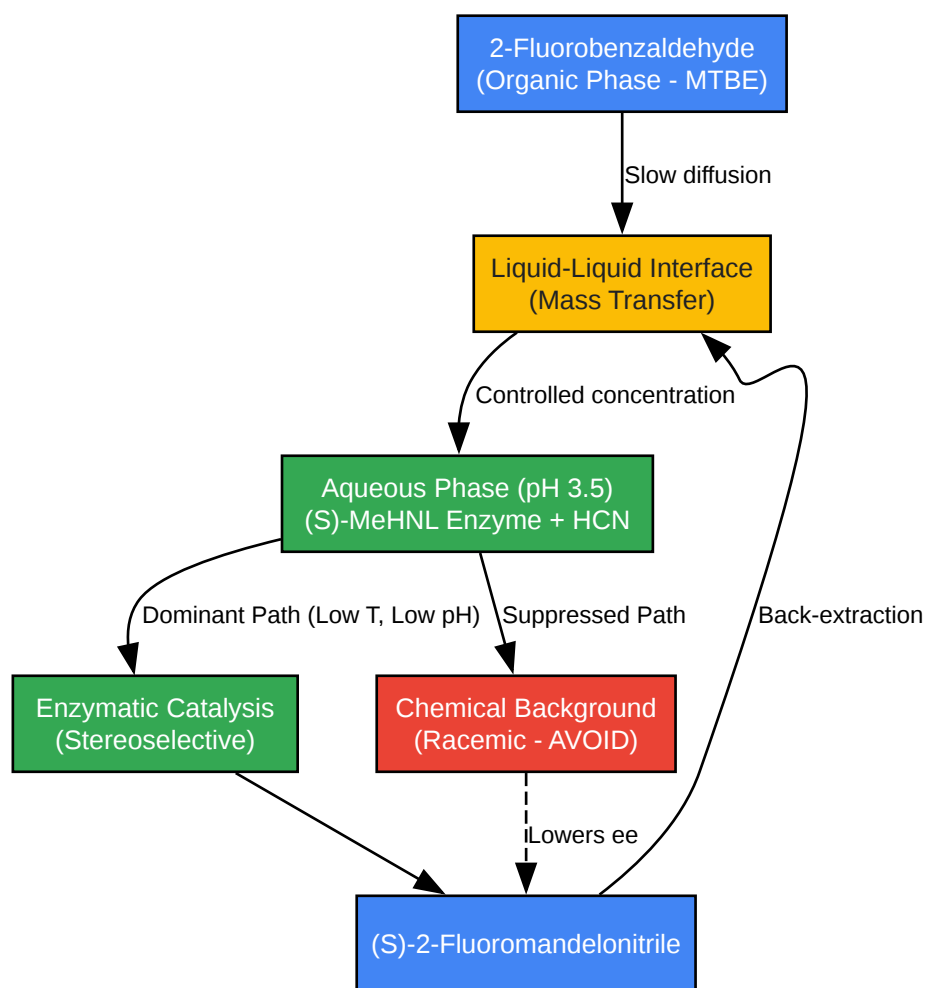 2-Fluorobenzaldehyde
(Organic Phase - MTBE)
Slow diffusion
Liquid-Liquid Interface
(Mass Transfer)
Controlled concentration
Aqueous Phase (pH 3.5)
(S)-MeHNL Enzyme + HCN
Dominant Path (Low T, Low pH)
Suppressed Path
Back-extraction
Enzymatic Catalysis
(Stereoselective)
Chemical Background
(Racemic - AVOID)
Lowers ee
(S)-2-Fluoromandelonitrile